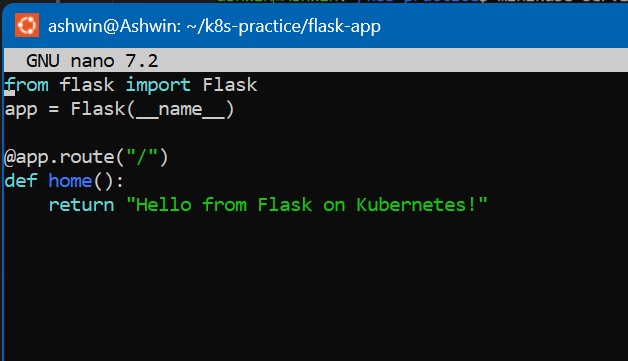 ashwin@Ashwin: ~/k8s-practice/flask-app
GNU nano 7.2
from flask import Flask
app = Flask(__name__)
@app.route("/")
def home():
    return "Hello from Flask on Kubernetes!"